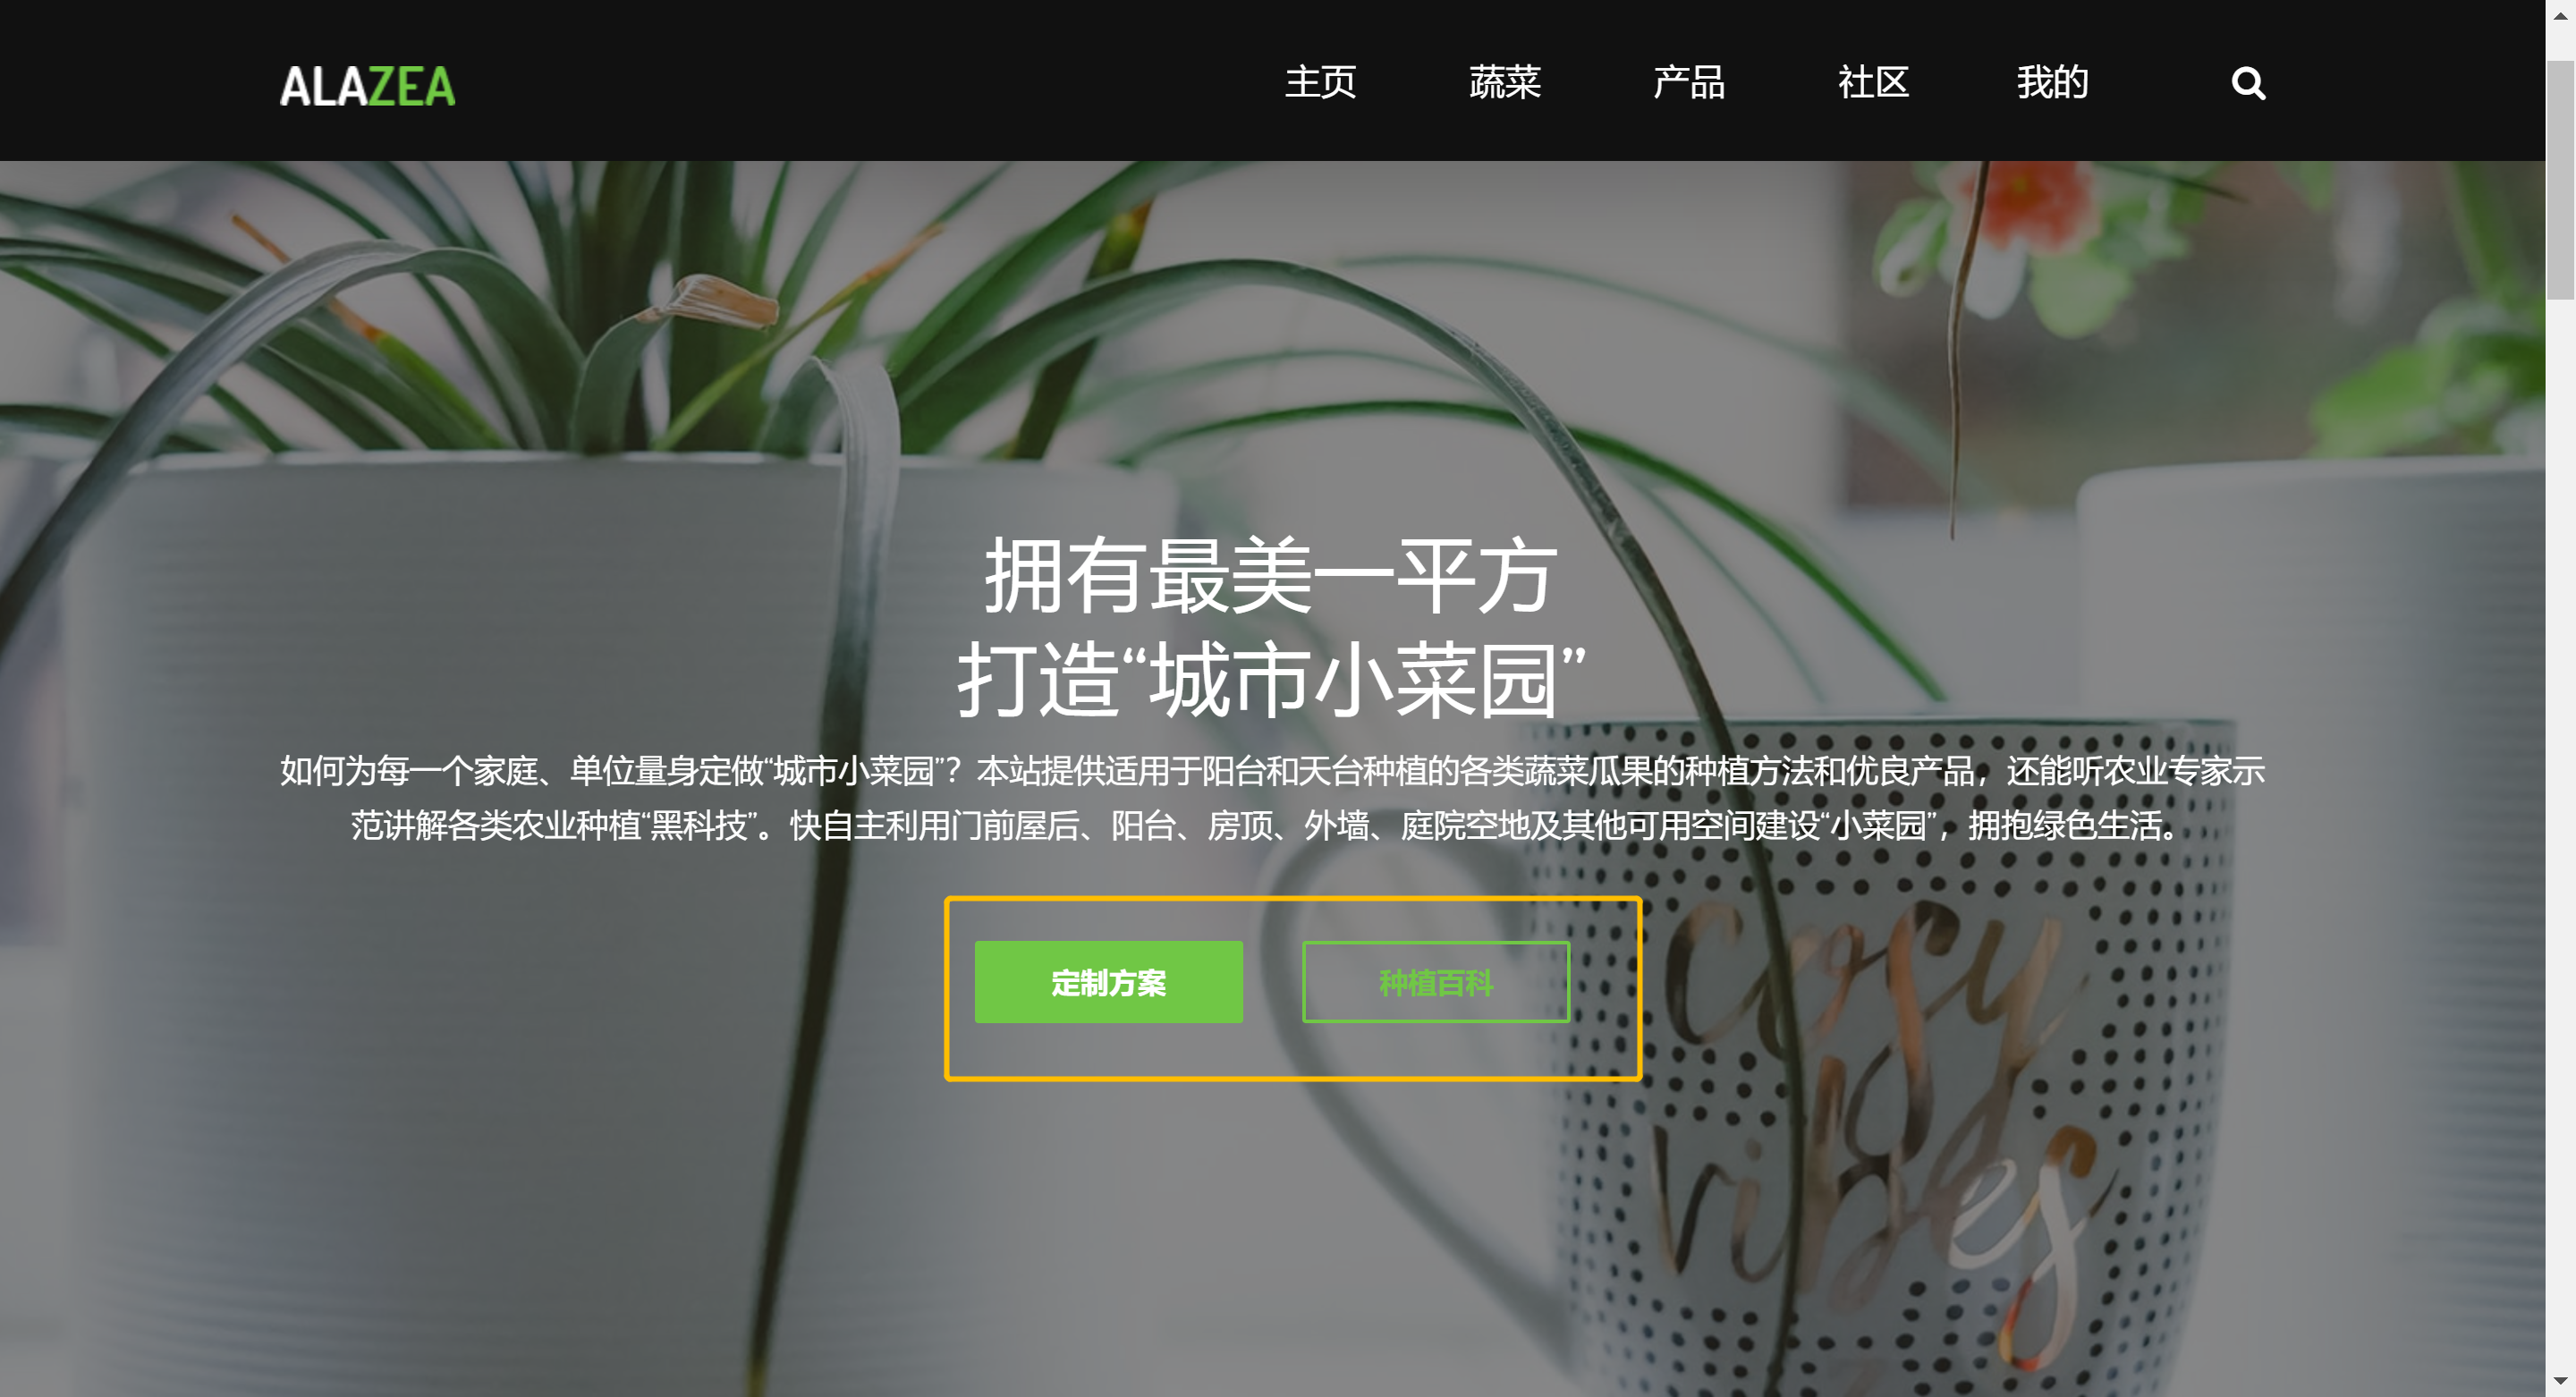 ALAZEA
主页 蔬菜 产品 社区 我的
拥有最美一平方
打造“城市小菜园”
如何为每一个家庭、单位量身定做“城市小菜园”？本站提供适用于阳台和天台种植的各类蔬菜瓜果的种植方法和优良产品，还能听农业专家示
范讲解各类农业种植“黑科技”。快自主利用门前屋后、阳台、房顶、外墙、庭院空地及其他可用空间建设“小菜园”，拥抱绿色生活。
定制方案 种植百科
cosy
vibes